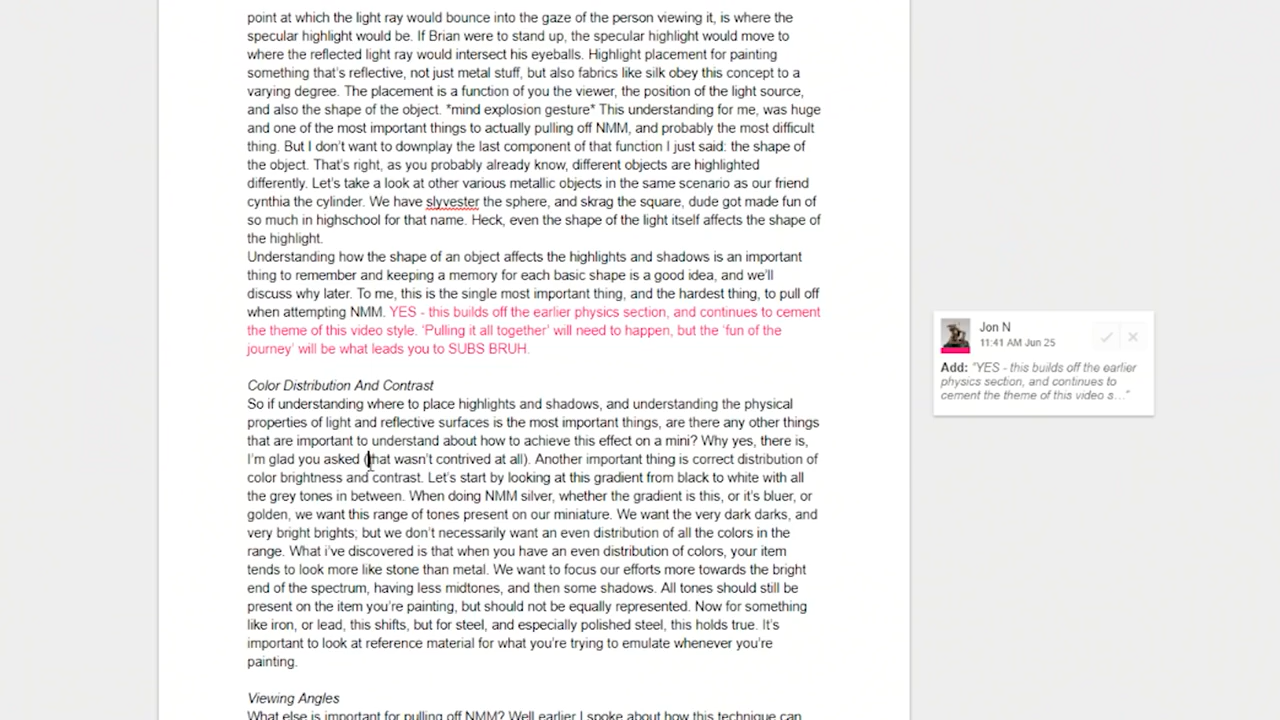 point at which the light ray would bounce into the gaze of the person viewing it, is where the
specular highlight would be. If Brian were to stand up, the specular highlight would move to
where the reflected light ray would intersect his eyeballs. Highlight placement for painting
something that's reflective, not just metal stuff, but also fabrics like silk obey this concept to a
varying degree. The placement is a function of you the viewer, the position of the light source,
and also the shape of the object. *mind explosion gesture* This understanding for me, was huge
and one of the most important things to actually pulling off NMM, and probably the most difficult
thing. But I don't want to downplay the last component of that function I just said: the shape of
the object. That's right, as you probably already know, different objects are highlighted
differently. Let's take a look at other various metallic objects in the same scenario as our friend
cynthia the cylinder. We have slyvester the sphere, and skrag the square, dude got made fun of
so much in highschool for that name. Heck, even the shape of the light itself affects the shape of
the highlight.
Understanding how the shape of an object affects the highlights and shadows is an important
thing to remember and keeping a memory for each basic shape is a good idea, and we'll
discuss why later. To me, this is the single most important thing, and the hardest thing, to pull off
when attempting NMM. YES - this builds off the earlier physics section, and continues to cement
the theme of this video style. 'Pulling it all together' will need to happen, but the 'fun of the
journey' will be what leads you to SUBS BRUH.
Color Distribution And Contrast
So if understanding where to place highlights and shadows, and understanding the physical
properties of light and reflective surfaces is the most important things, are there any other things
that are important to understand about how to achieve this effect on a mini? Why yes, there is,
I'm glad you asked (that wasn't contrived at all). Another important thing is correct distribution of
color brightness and contrast. Let's start by looking at this gradient from black to white with all
the grey tones in between. When doing NMM silver, whether the gradient is this, or it's bluer, or
golden, we want this range of tones present on our miniature. We want the very dark darks, and
very bright brights; but we don't necessarily want an even distribution of all the colors in the
range. What i've discovered is that when you have an even distribution of colors, your item
tends to look more like stone than metal. We want to focus our efforts more towards the bright
end of the spectrum, having less midtones, and then some shadows. All tones should still be
present on the item you're painting, but should not be equally represented. Now for something
like iron, or lead, this shifts, but for steel, and especially polished steel, this holds true. It's
important to look at reference material for what you're trying to emulate whenever you're
painting.
Viewing Angles
What else is important for pulling off NMM? Well earlier I spoke about how this technique can
Jon N
11:41 AM Jun 25
Add: "YES - this builds off the earlier
physics section, and continues to
cement the theme of this video s..."